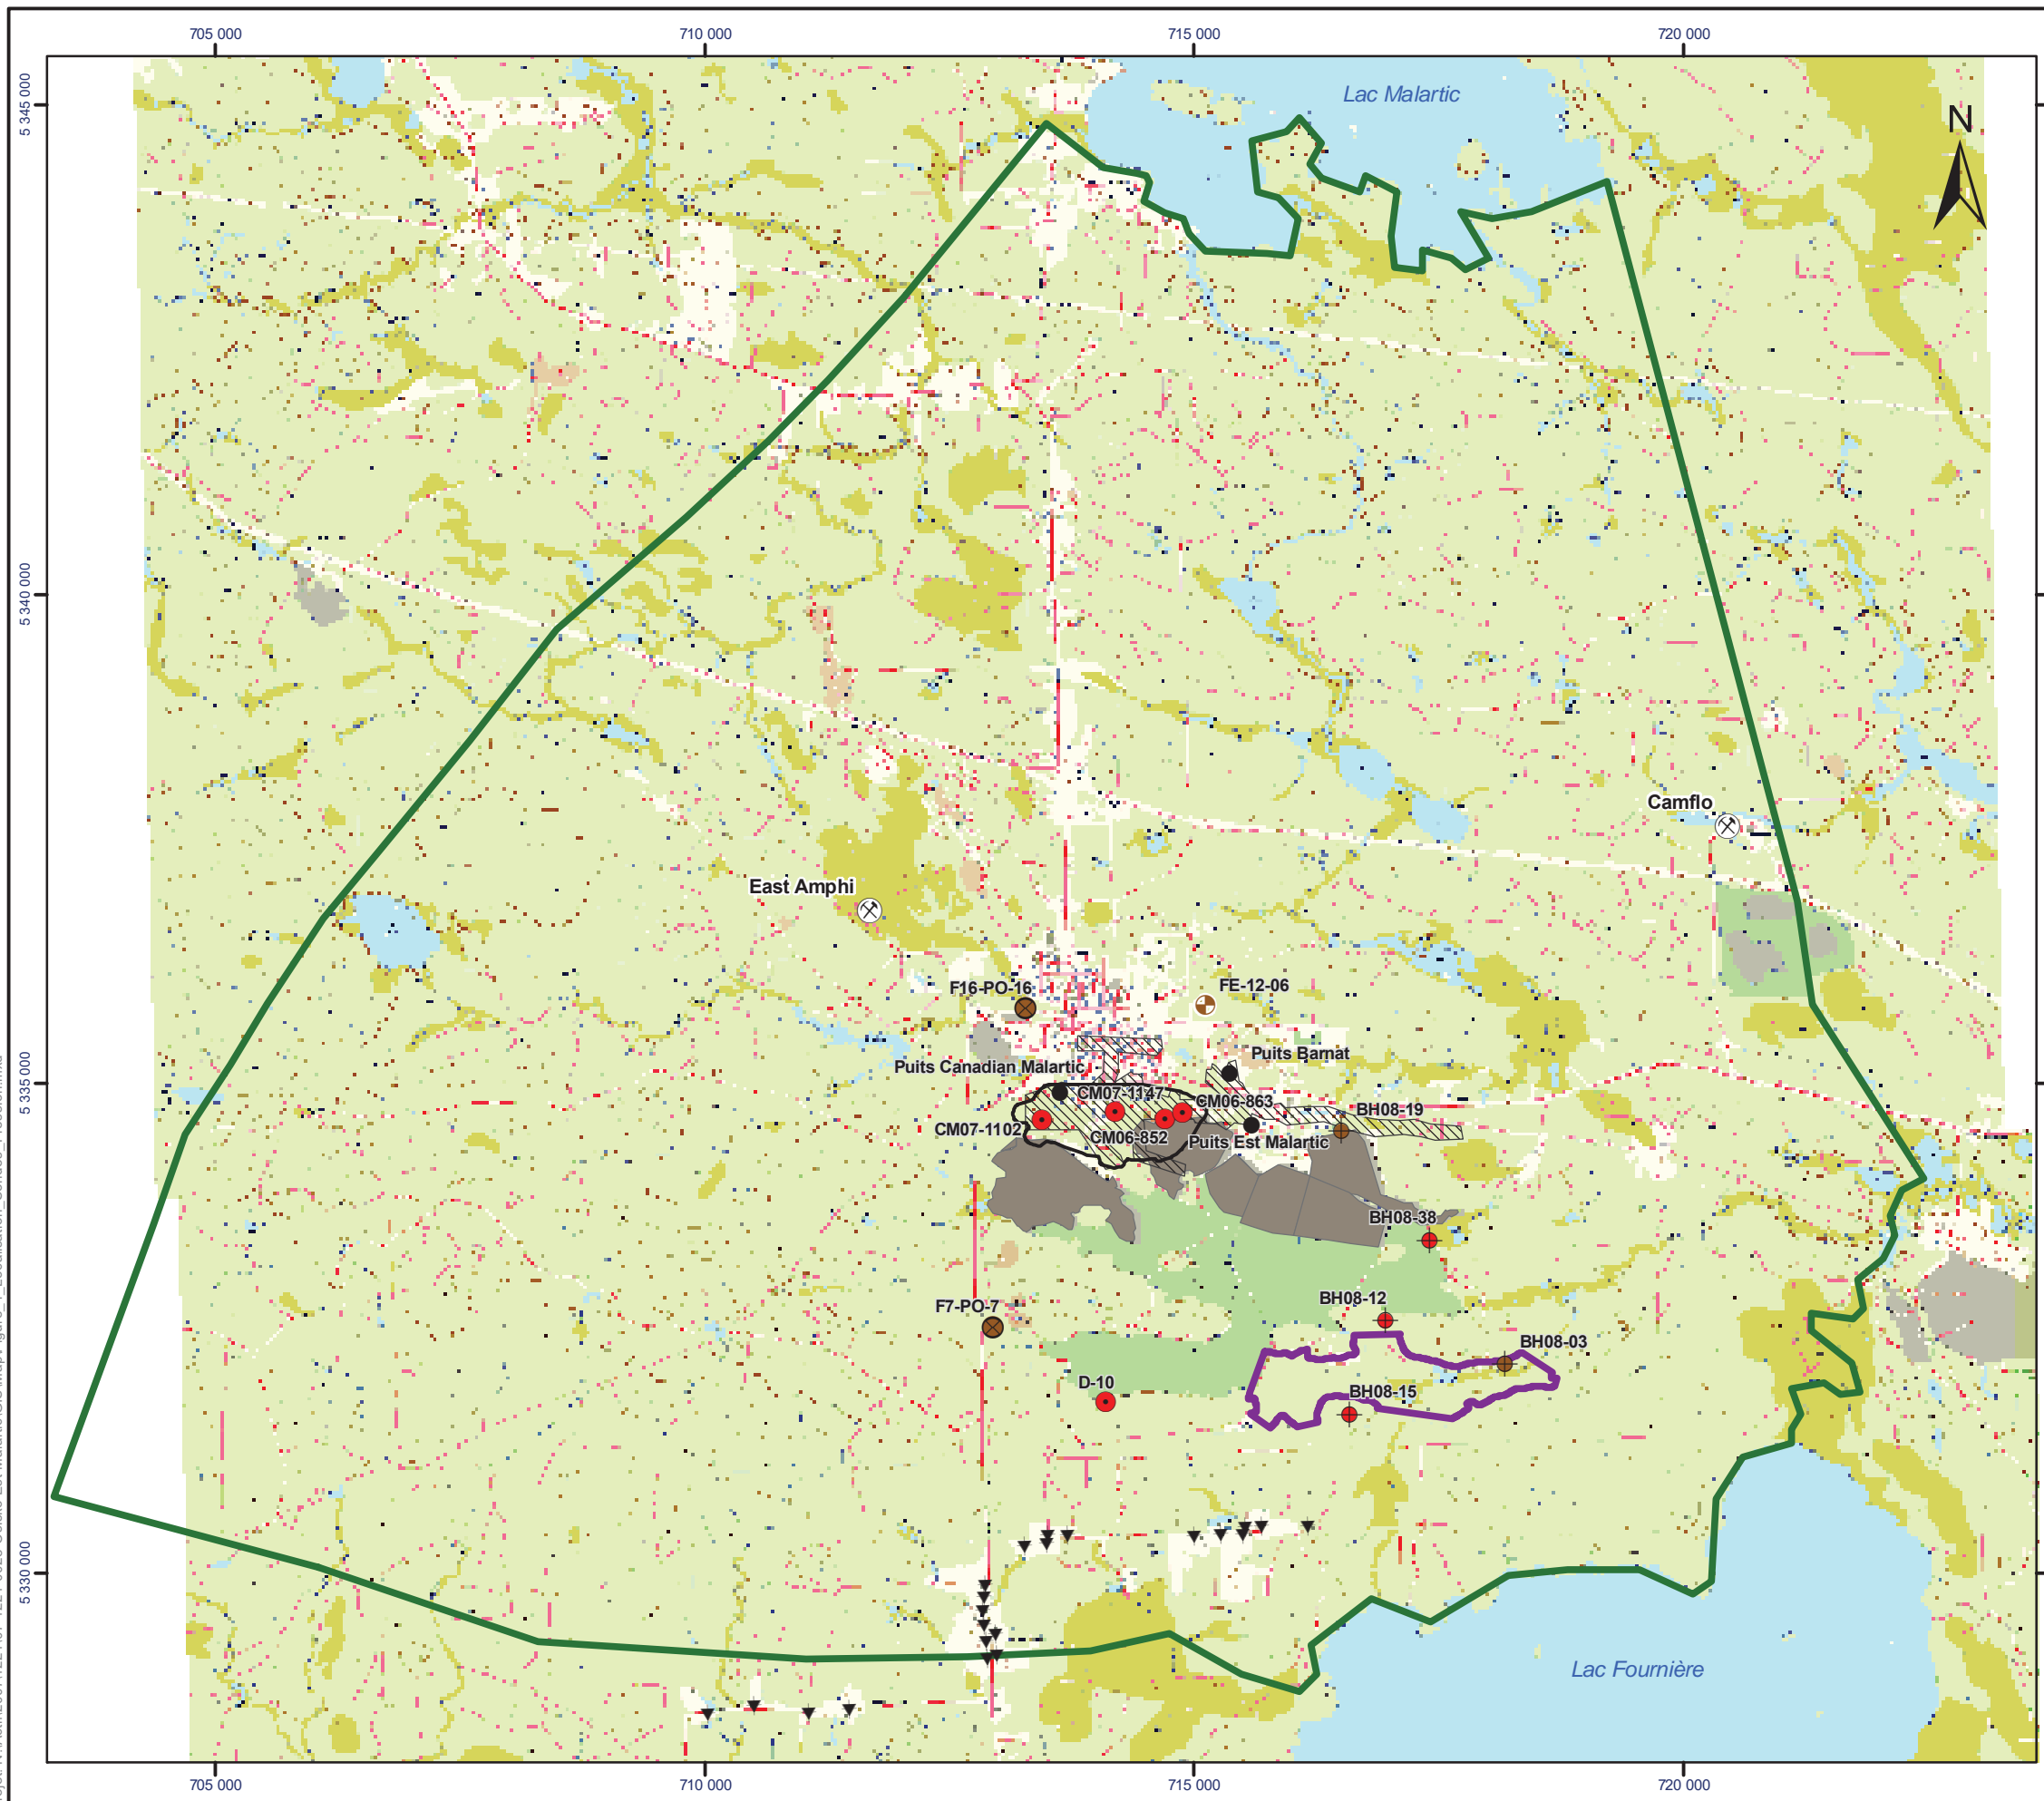 705 000 710 000 715 000 720 000
5 345 000
Lac Malartic
N
5 340 000
Camflo
East Amphi
F16-PO-16
FE-12-06
Puits Barnat
5 335 000
Puits Canadian Malartic
CM07-1147
CM06-863
BH08-19
CM07-1102
CM06-852
Puits Est Malartic
BH08-38
BH08-12
F7-PO-7
BH08-03
D-10
BH08-15
5 330 000
Lac Fournière
705 000 710 000 715 000 720 000